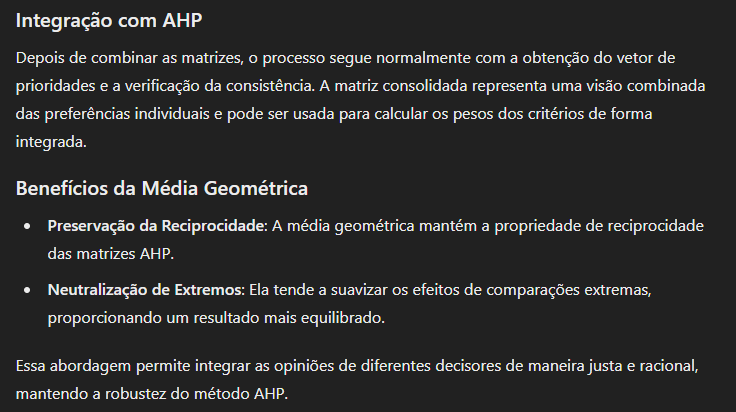 Integração com AHP
Depois de combinar as matrizes, o processo segue normalmente com a obtenção do vetor de
prioridades e a verificação da consistência. A matriz consolidada representa uma visão combinada
das preferências individuais e pode ser usada para calcular os pesos dos critérios de forma
integrada.
Benefícios da Média Geométrica
• Preservação da Reciprocidade: A média geométrica mantém a propriedade de reciprocidade
das matrizes AHP.
• Neutralização de Extremos: Ela tende a suavizar os efeitos de comparações extremas,
proporcionando um resultado mais equilibrado.
Essa abordagem permite integrar as opiniões de diferentes decisores de maneira justa e racional,
mantendo a robustez do método AHP.